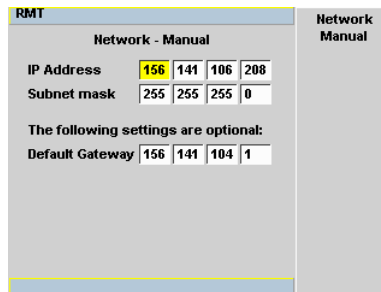 RMT
Network
Manual
Network - Manual
IP Address 156 141 106 208
Subnet mask 255 255 255 0
The following settings are optional:
Default Gateway 156 141 104 1